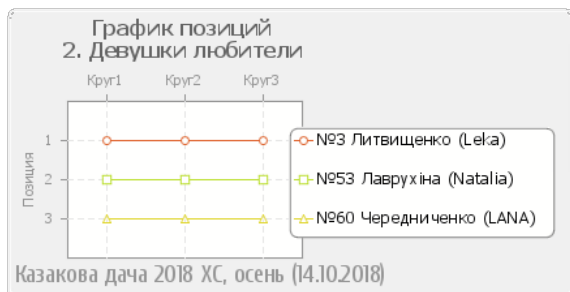 График позиций
2. Девушки любители
Круг1 Круг2 Круг3
Позиция
1
2
3
№3 Литвищенко (Leka)
№53 Лаврухіна (Natalia)
№60 Чередниченко (LANA)
Казакова дача 2018 ХС, осень (14.10.2018)